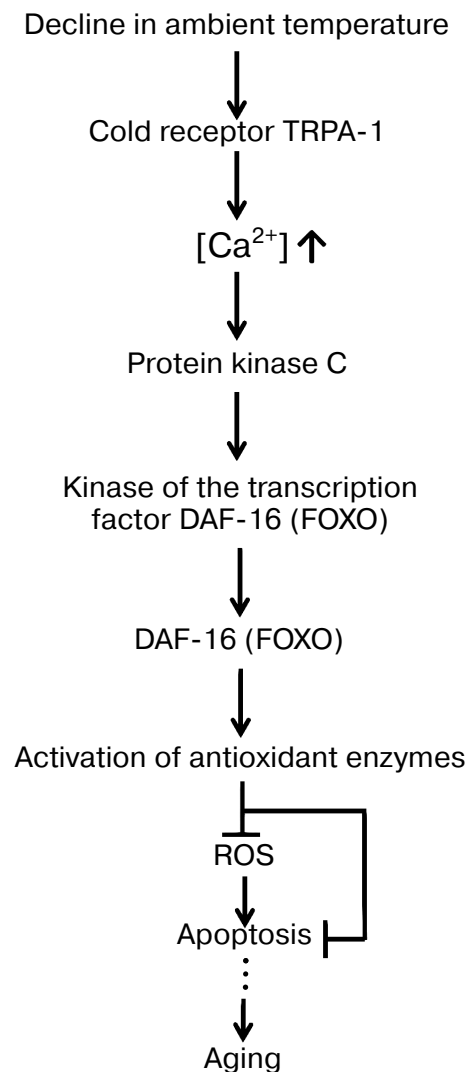 Decline in ambient temperature
Cold receptor TRPA-1
[Ca²⁺]↑
Protein kinase C
Kinase of the transcription
factor DAF-16 (FOXO)
DAF-16 (FOXO)
Activation of antioxidant enzymes
ROS
Apoptosis
Aging